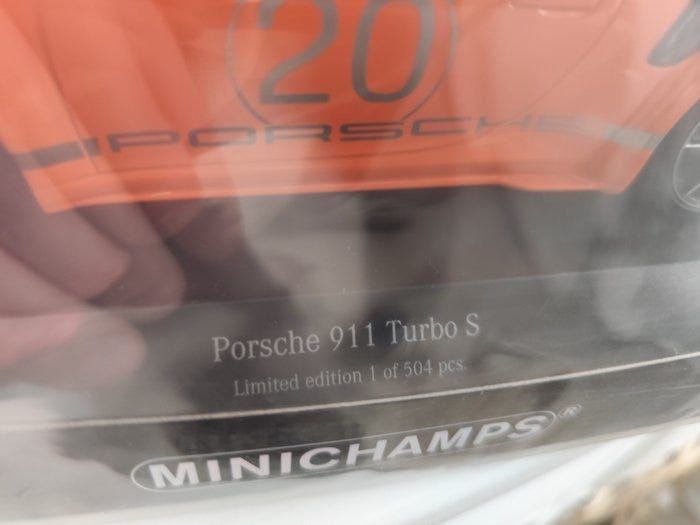 20
PORSCHE
Porsche 911 Turbo S
Limited edition 1 of 504 pcs.
MINICHAMPS®